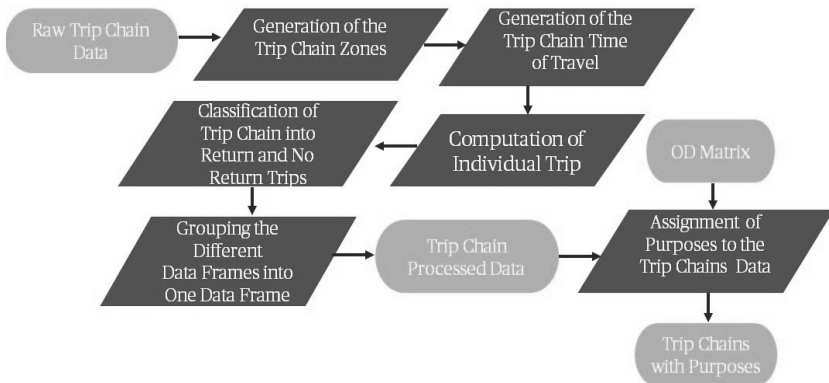 Raw Trip Chain
Data
Generation of the
Trip Chain Zones
Generation of the
Trip Chain Time
of Travel
Classification of
Trip Chain into
Return and No
Return Trips
Computation of
Individual Trip
OD Matrix
Grouping the
Different
Data Frames into
One Data Frame
Trip Chain
Processed Data
Assignment of
Purposes to the
Trip Chains Data
Trip Chains
with Purposes